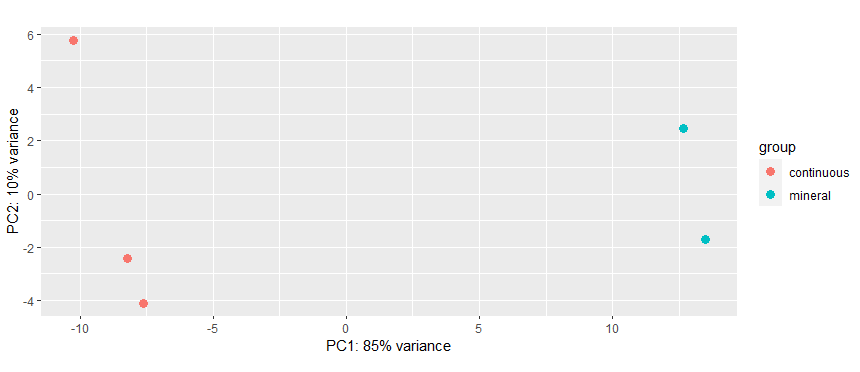 6
4
2
0
-2
-4
PC2: 10% variance
-10
-5
0
5
10
PC1: 85% variance
group
continuous
mineral